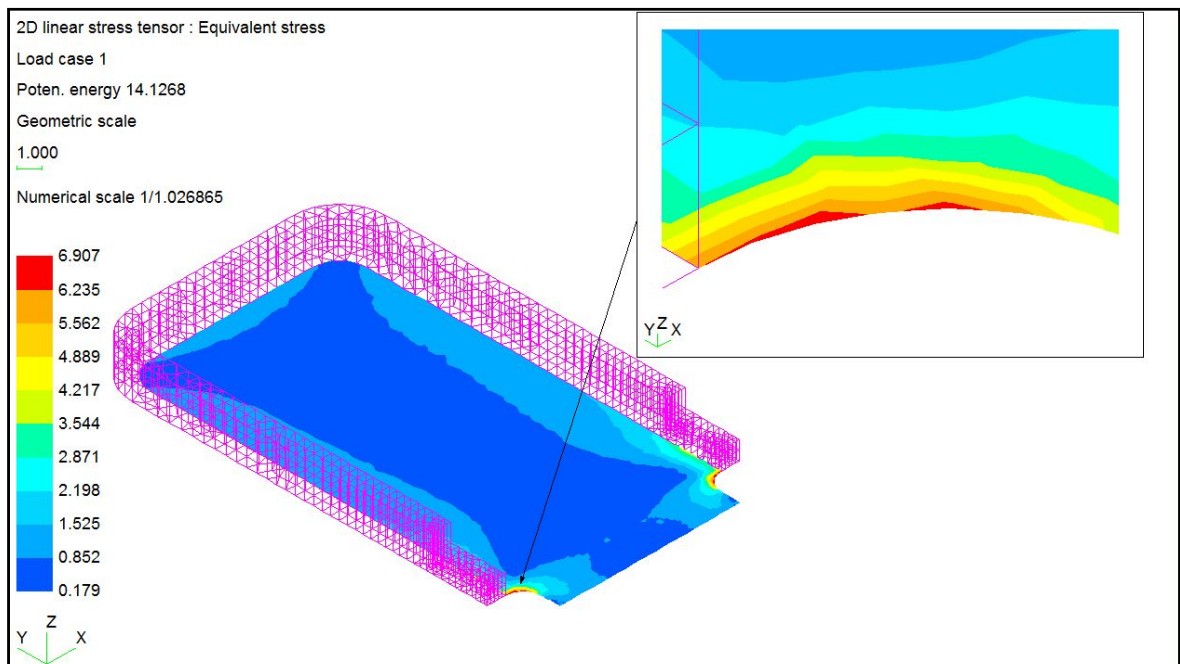 2D linear stress tensor : Equivalent stress
Load case 1
Poten. energy 14.1268
Geometric scale
1.000
Numerical scale 1/1.026865
6.907
6.235
5.562
4.889
4.217
3.544
2.871
2.198
1.525
0.852
0.179
Y Z X
Y Z X